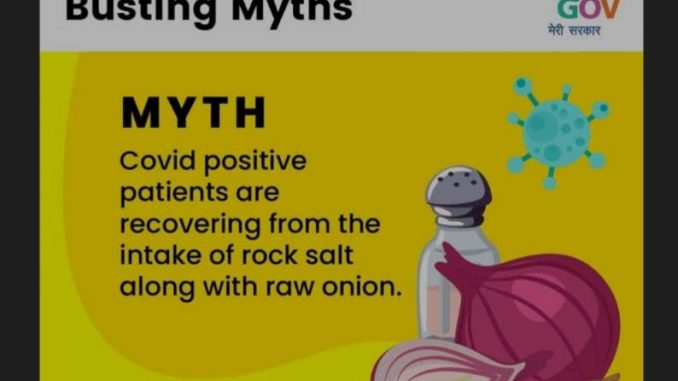 Busting Myths
GOV
मेरी सरकार
MYTH
Covid positive
patients are
recovering from the
intake of rock salt
along with raw onion.